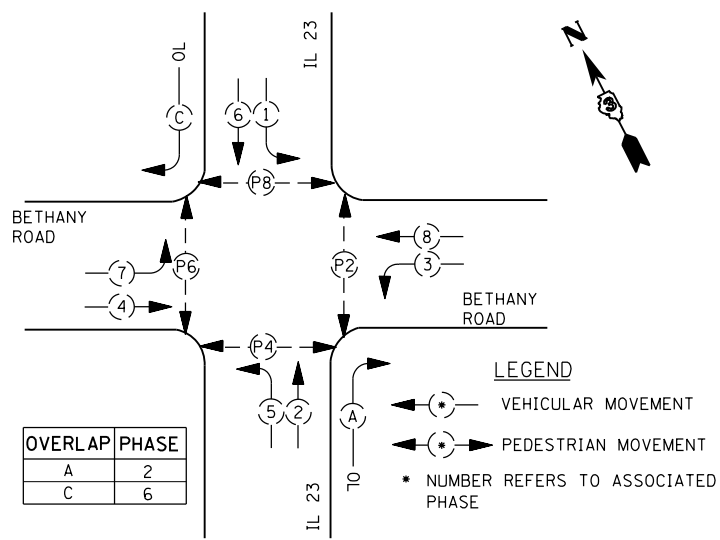 IL 23
OL
N
3
C
6
1
P8
BETHANY
ROAD
8
7
P6
P2
3
4
BETHANY
ROAD
P4
LEGEND
5
2
A
* VEHICULAR MOVEMENT
OVERLAP PHASE
A 2
C 6
* PEDESTRIAN MOVEMENT
OL
IL 23
* NUMBER REFERS TO ASSOCIATED
PHASE